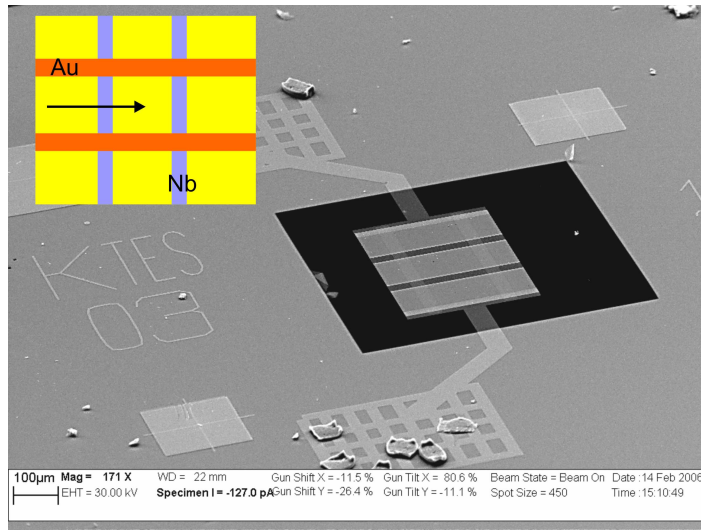 Au
Nb
KTES
03
100µm Mag = 171 X WD = 22 mm Gun Shift X = -11.5 % Gun Tilt X = 80.6 % Beam State = Beam On Date :14 Feb 2006
EHT = 30.00 kV Specimen I = -127.0 pA Gun Shift Y = -26.4 % Gun Tilt Y = -11.1 % Spot Size = 450 Time :15:10:49